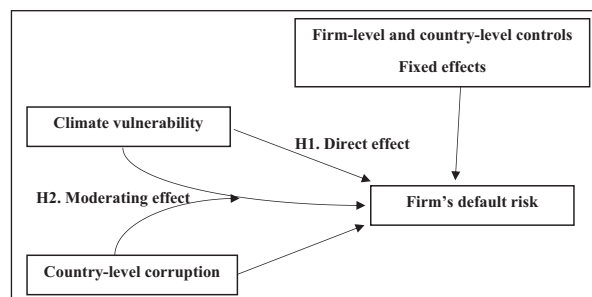 Firm-level and country-level controls
Fixed effects
Climate vulnerability
H1. Direct effect
H2. Moderating effect
Firm's default risk
Country-level corruption